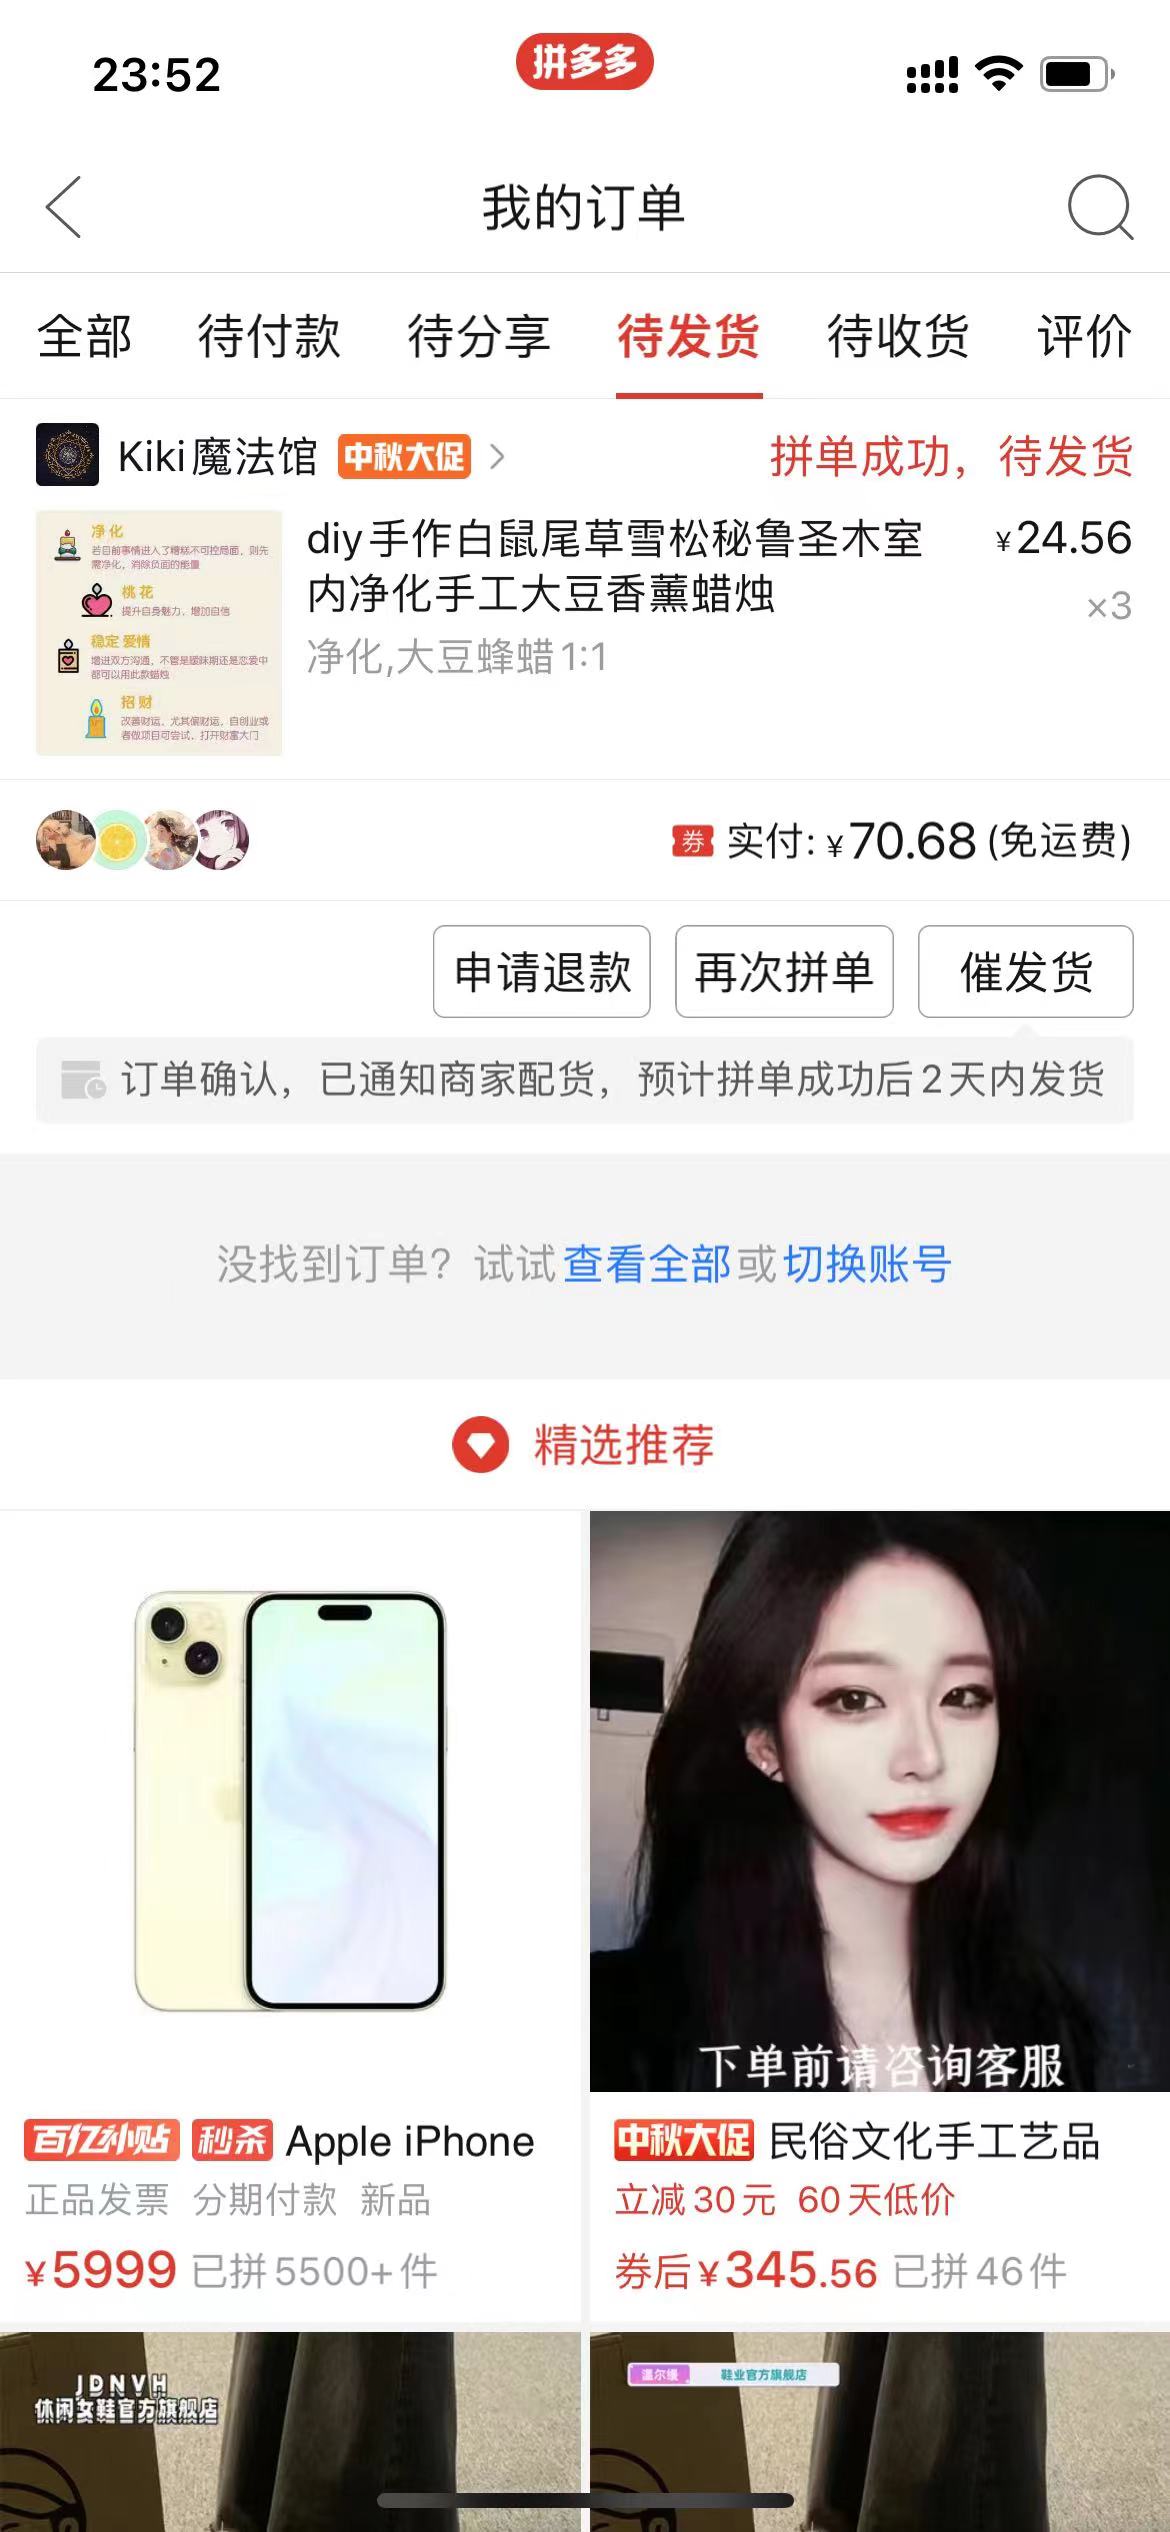 23:52
拼多多
我的订单
全部 待付款 待分享 待发货 待收货 评价
Kiki魔法馆 中秋大促 拼单成功，待发货
净化
若目前事情进入了糟糕不可控局面，则先
需净化，消除负面的能量
桃花
提升自身魅力，增加自信
稳定 爱情
增进双方沟通，不管是暧昧期还是恋爱中
都可以用此款蜡烛
招财
改善财运，尤其偏财运，自创业或
者做项目可尝试，打开财富大门
diy手作白鼠尾草雪松秘鲁圣木室 ¥24.56
内净化手工大豆香薰蜡烛 ×3
净化,大豆蜂蜡1:1
券 实付: ¥70.68 (免运费)
申请退款 再次拼单 催发货
订单确认，已通知商家配货，预计拼单成功后2天内发货
没找到订单？试试查看全部或切换账号
精选推荐
下单前请咨询客服
百亿补贴 秒杀 Apple iPhone
正品发票 分期付款 新品
¥5999 已拼5500+件
中秋大促 民俗文化手工艺品
立减30元 60天低价
券后¥345.56 已拼46件
JDNVH
休闲女鞋官方旗舰店
温尔缦 鞋业官方旗舰店